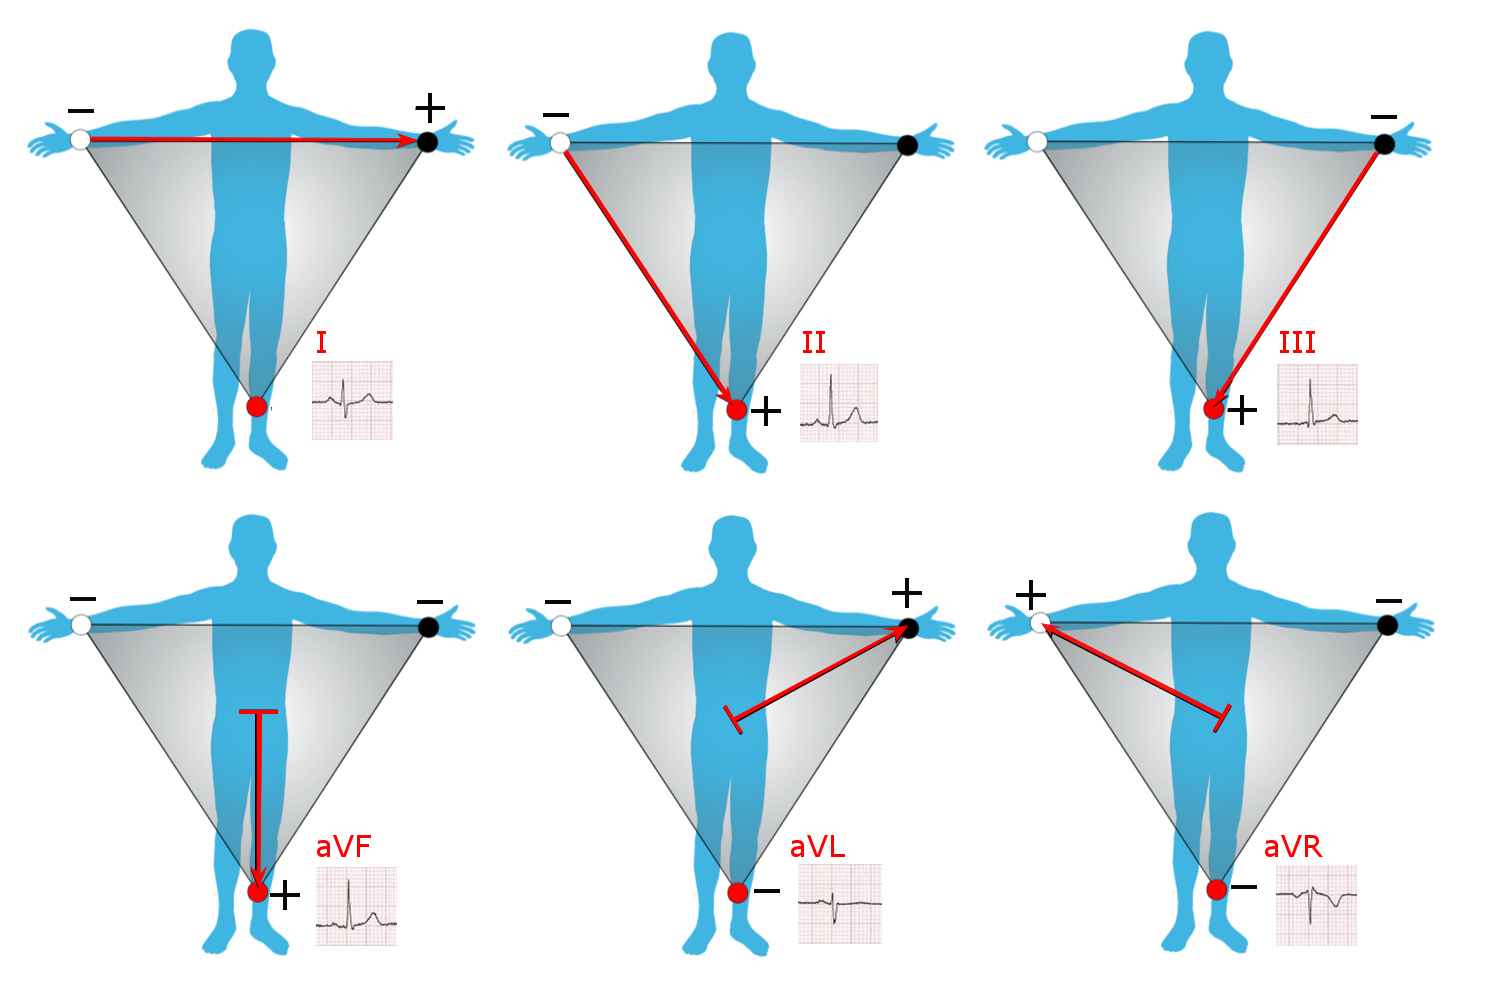 − +
− 
−
I
II
III
+
+
− −
− +
+ −
aVF
aVL
aVR
+
−
−